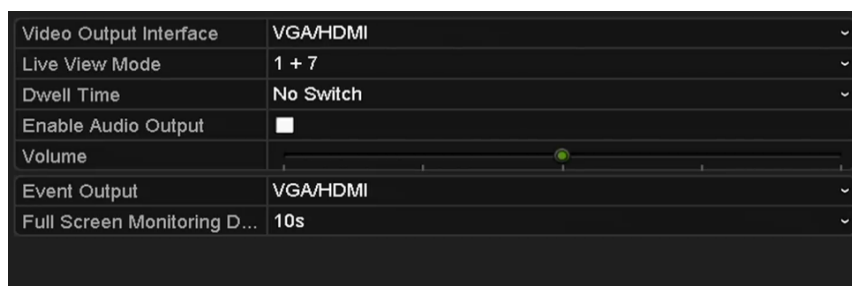 Video Output Interface VGA/HDMI
Live View Mode 1 + 7
Dwell Time No Switch
Enable Audio Output
Volume
Event Output VGA/HDMI
Full Screen Monitoring D... 10s